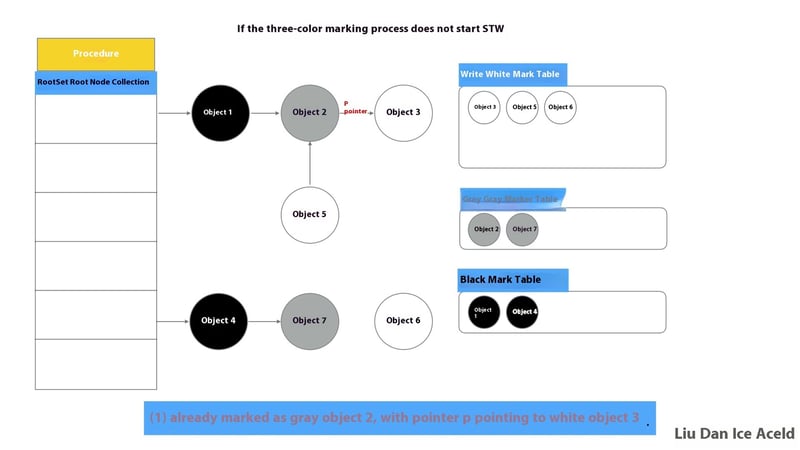 If the three-color marking process does not start STW
Procedure
RootSet Root Node Collection
Object 1
Object 2
P
pointer
Object 3
Object 5
Object 4
Object 7
Object 6
Write White Mark Table
Object 3
Object 5
Object 6
Gray Gray Marker Table
Object 2
Object 7
Black Mark Table
Object
1
Object 4
(1) already marked as gray object 2, with pointer p pointing to white object 3 .
Liu Dan Ice Aceld